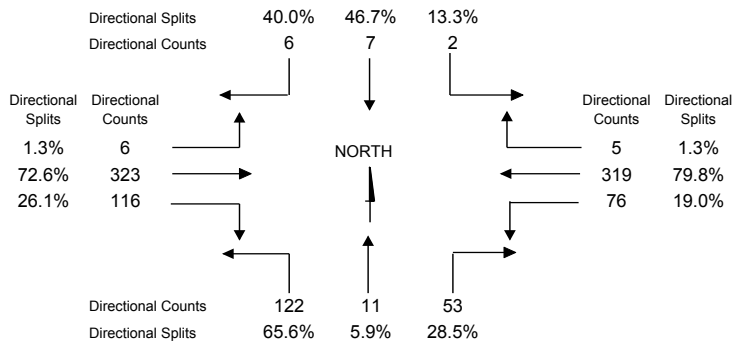 Directional Splits 40.0% 46.7% 13.3%
Directional Counts 6 7 2
Directional Directional Directional Directional
Splits Counts Counts Splits
1.3% 6 5 1.3%
NORTH
72.6% 323 319 79.8%
26.1% 116 76 19.0%
Directional Counts 122 11 53
Directional Splits 65.6% 5.9% 28.5%